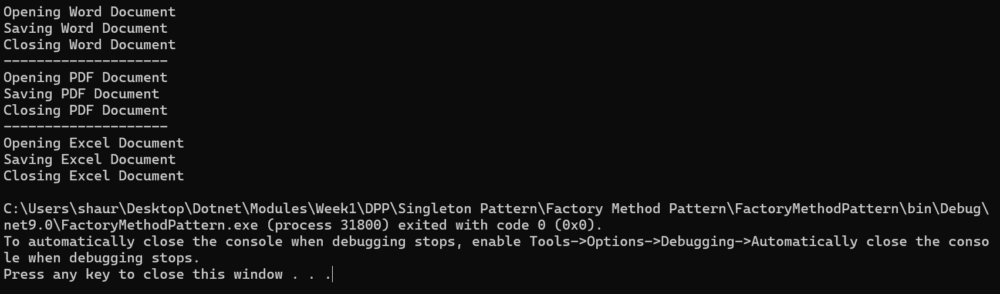 Opening Word Document
Saving Word Document
Closing Word Document
--------------------
Opening PDF Document
Saving PDF Document
Closing PDF Document
--------------------
Opening Excel Document
Saving Excel Document
Closing Excel Document

C:\Users\shaur\Desktop\Dotnet\Modules\Week1\DPP\Singleton Pattern\Factory Method Pattern\FactoryMethodPattern\bin\Debug\
net9.0\FactoryMethodPattern.exe (process 31800) exited with code 0 (0x0).
To automatically close the console when debugging stops, enable Tools->Options->Debugging->Automatically close the conso
le when debugging stops.
Press any key to close this window . . .